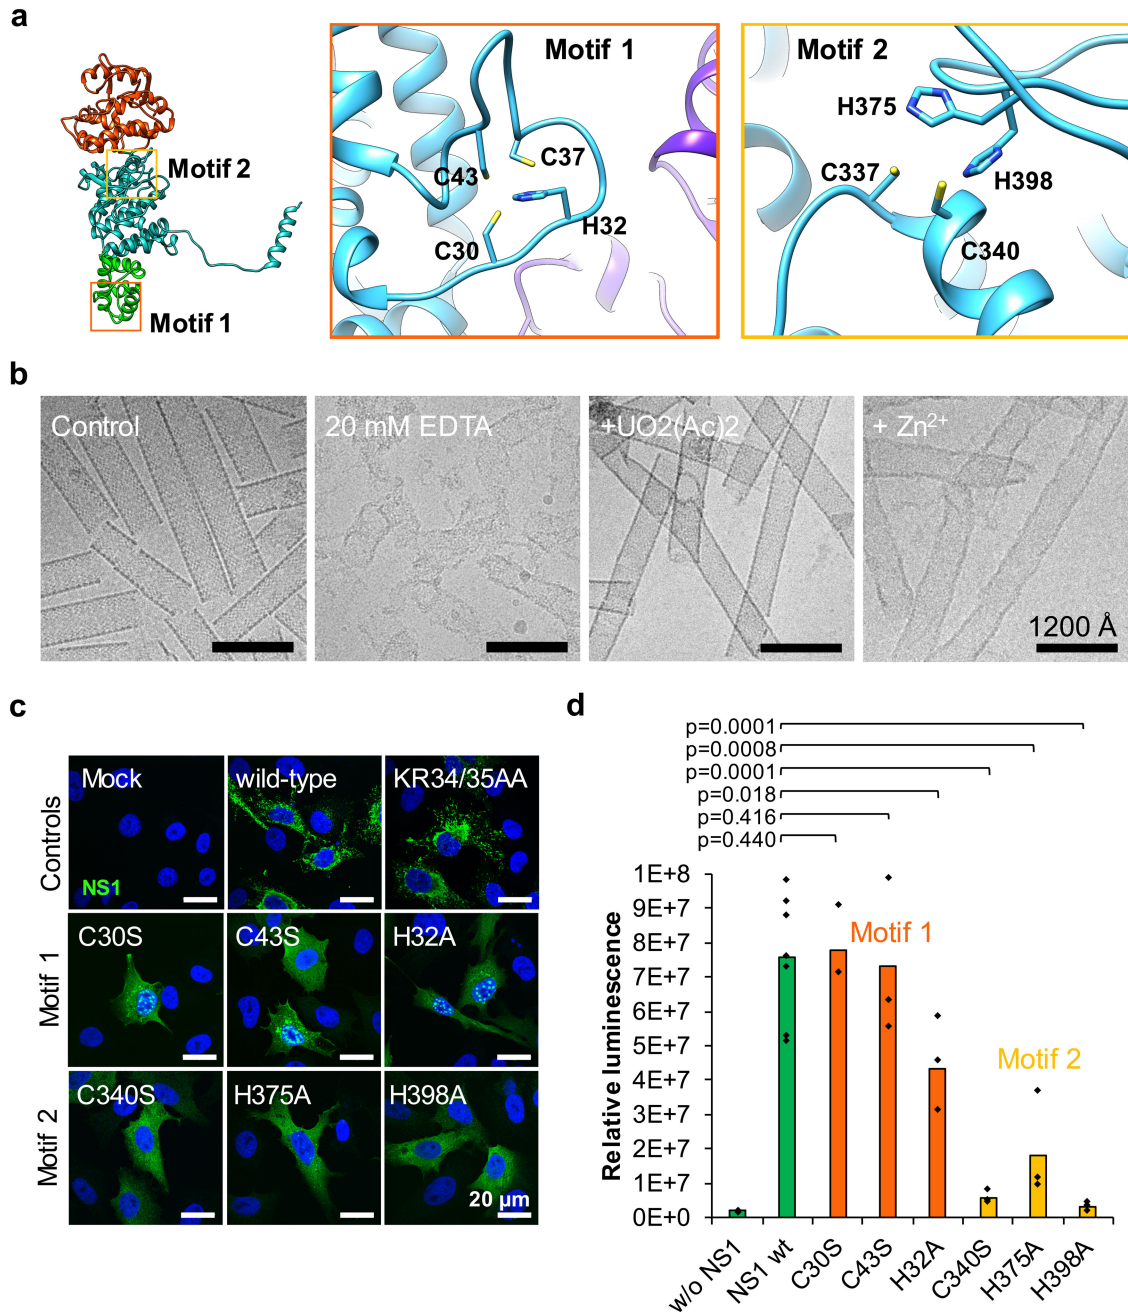 a
Motif 2
Motif 1
Motif 1
C43
C37
C30
H32
Motif 2
H375
C337
H398
C340
b
Control
20 mM EDTA
+UO2(Ac)2
+ Zn²⁺
1200 Å
c
Controls
Mock
NS1
wild-type
KR34/35AA
Motif 1
C30S
C43S
H32A
Motif 2
C340S
H375A
H398A
20 µm
d
p=0.0001
p=0.0008
p=0.0001
p=0.018
p=0.416
p=0.440
Relative luminescence
1E+8
9E+7
8E+7
7E+7
6E+7
5E+7
4E+7
3E+7
2E+7
1E+7
0E+0
Motif 1
Motif 2
w/o NS1
NS1 wt
C30S
C43S
H32A
C340S
H375A
H398A